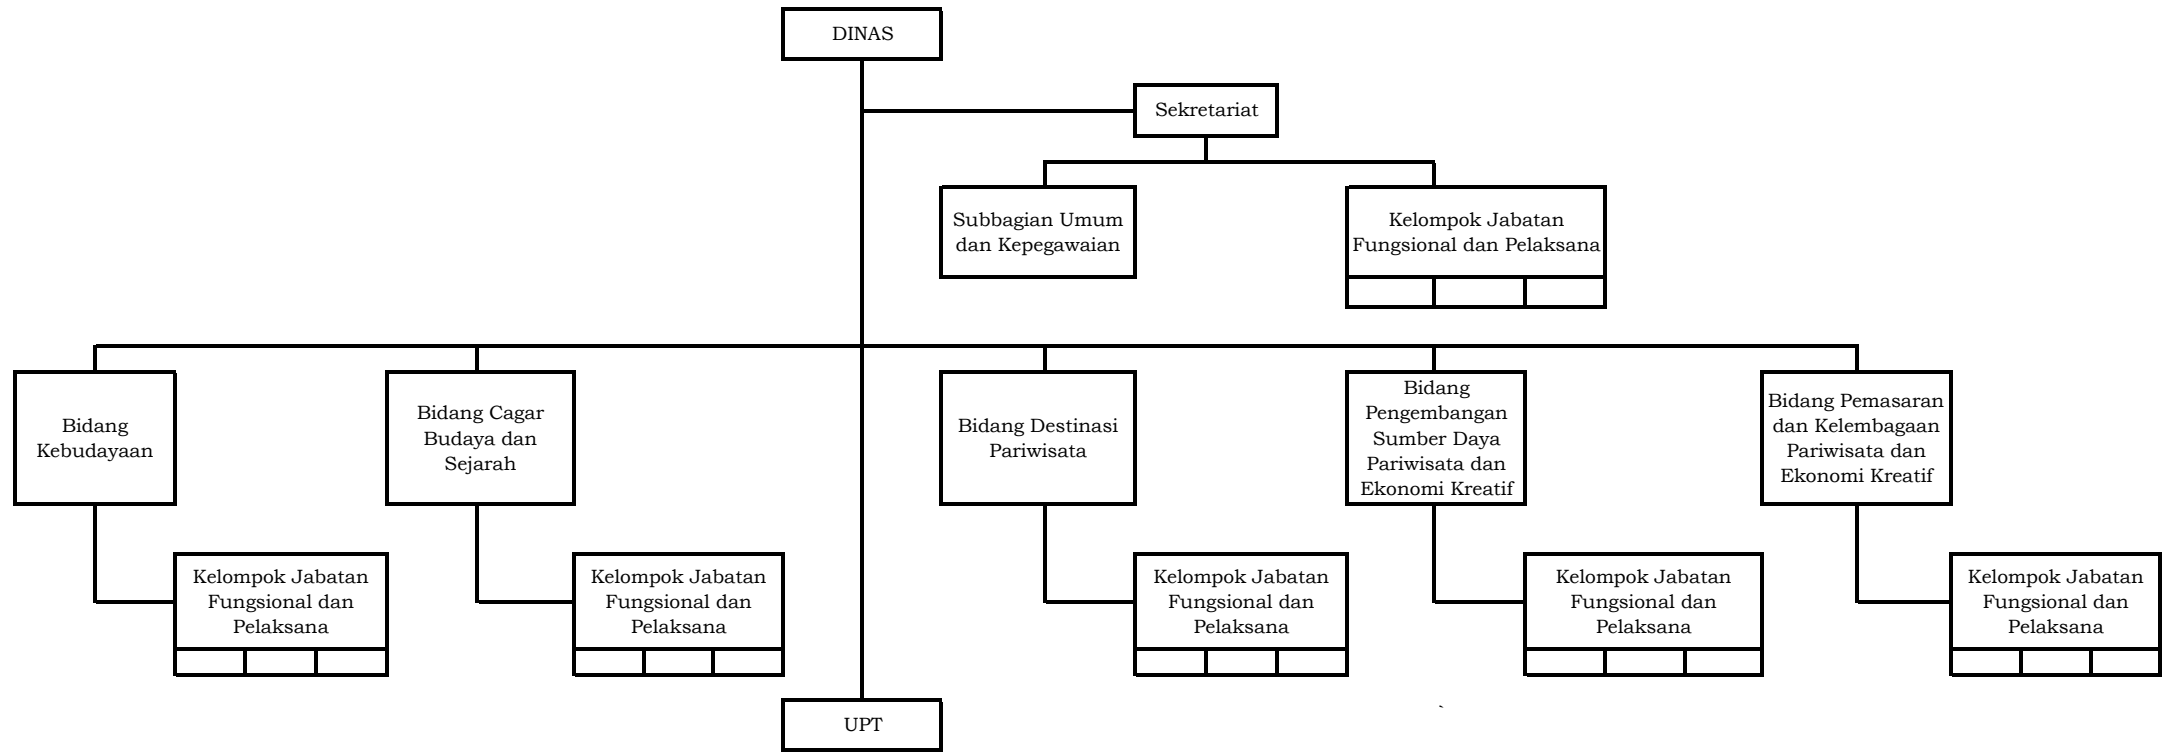 DINAS
Sekretariat
Subbagian Umum
dan Kepegawaian
Kelompok Jabatan
Fungsional dan Pelaksana
Bidang
Kebudayaan
Bidang Cagar
Budaya dan
Sejarah
Bidang Destinasi
Pariwisata
Bidang
Pengembangan
Sumber Daya
Pariwisata dan
Ekonomi Kreatif
Bidang Pemasaran
dan Kelembagaan
Pariwisata dan
Ekonomi Kreatif
Kelompok Jabatan
Fungsional dan
Pelaksana
Kelompok Jabatan
Fungsional dan
Pelaksana
Kelompok Jabatan
Fungsional dan
Pelaksana
Kelompok Jabatan
Fungsional dan
Pelaksana
Kelompok Jabatan
Fungsional dan
Pelaksana
`
UPT